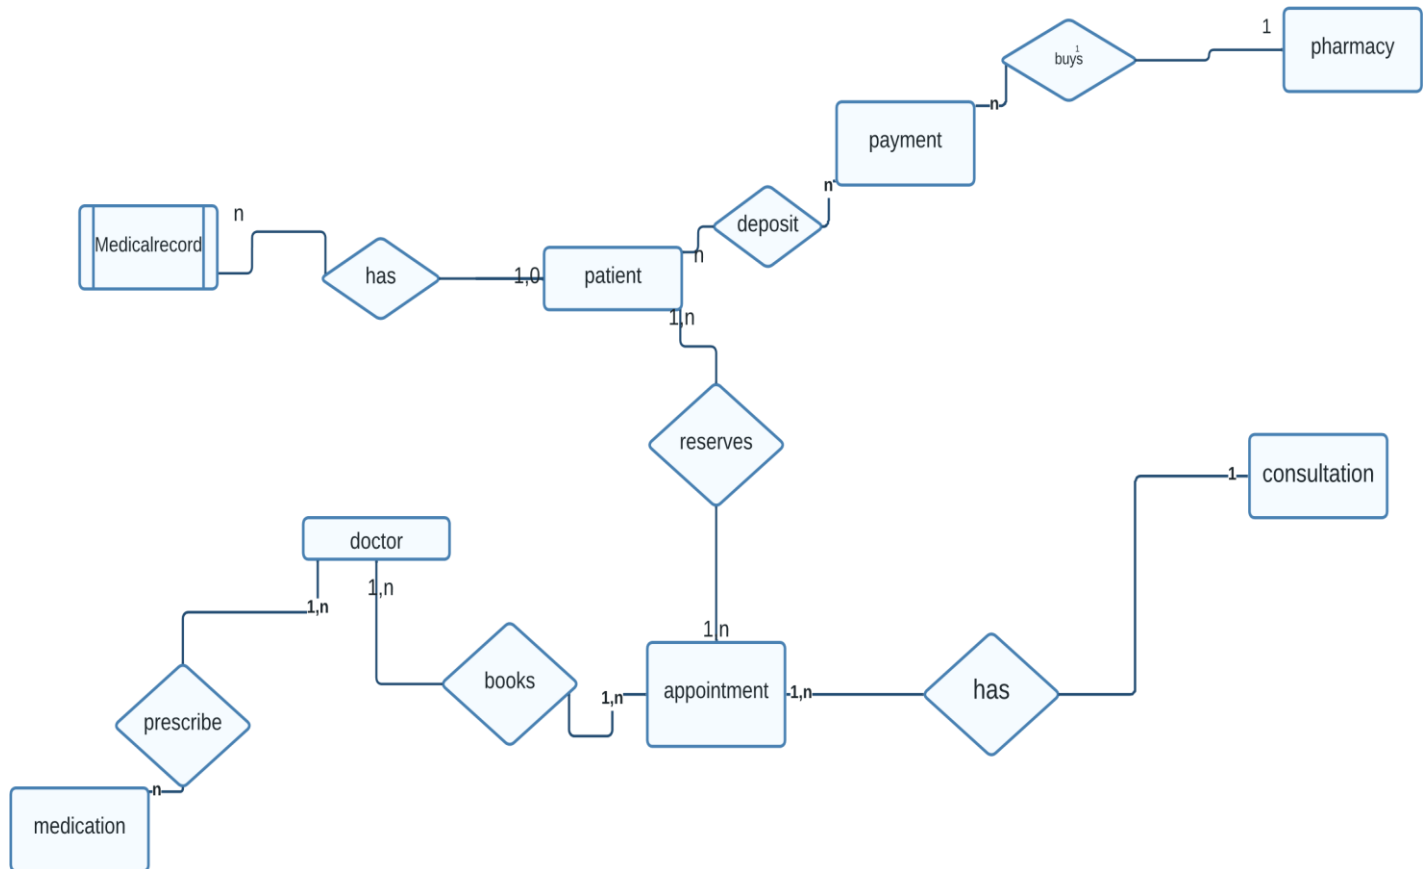 1
pharmacy
1
buys
n
payment
n
deposit
n
Medicalrecord
has
n
1,0
patient
1,n
reserves
1
consultation
doctor
1,n
1,n
1,n
books
1,n
appointment
1,n
has
prescribe
n
medication